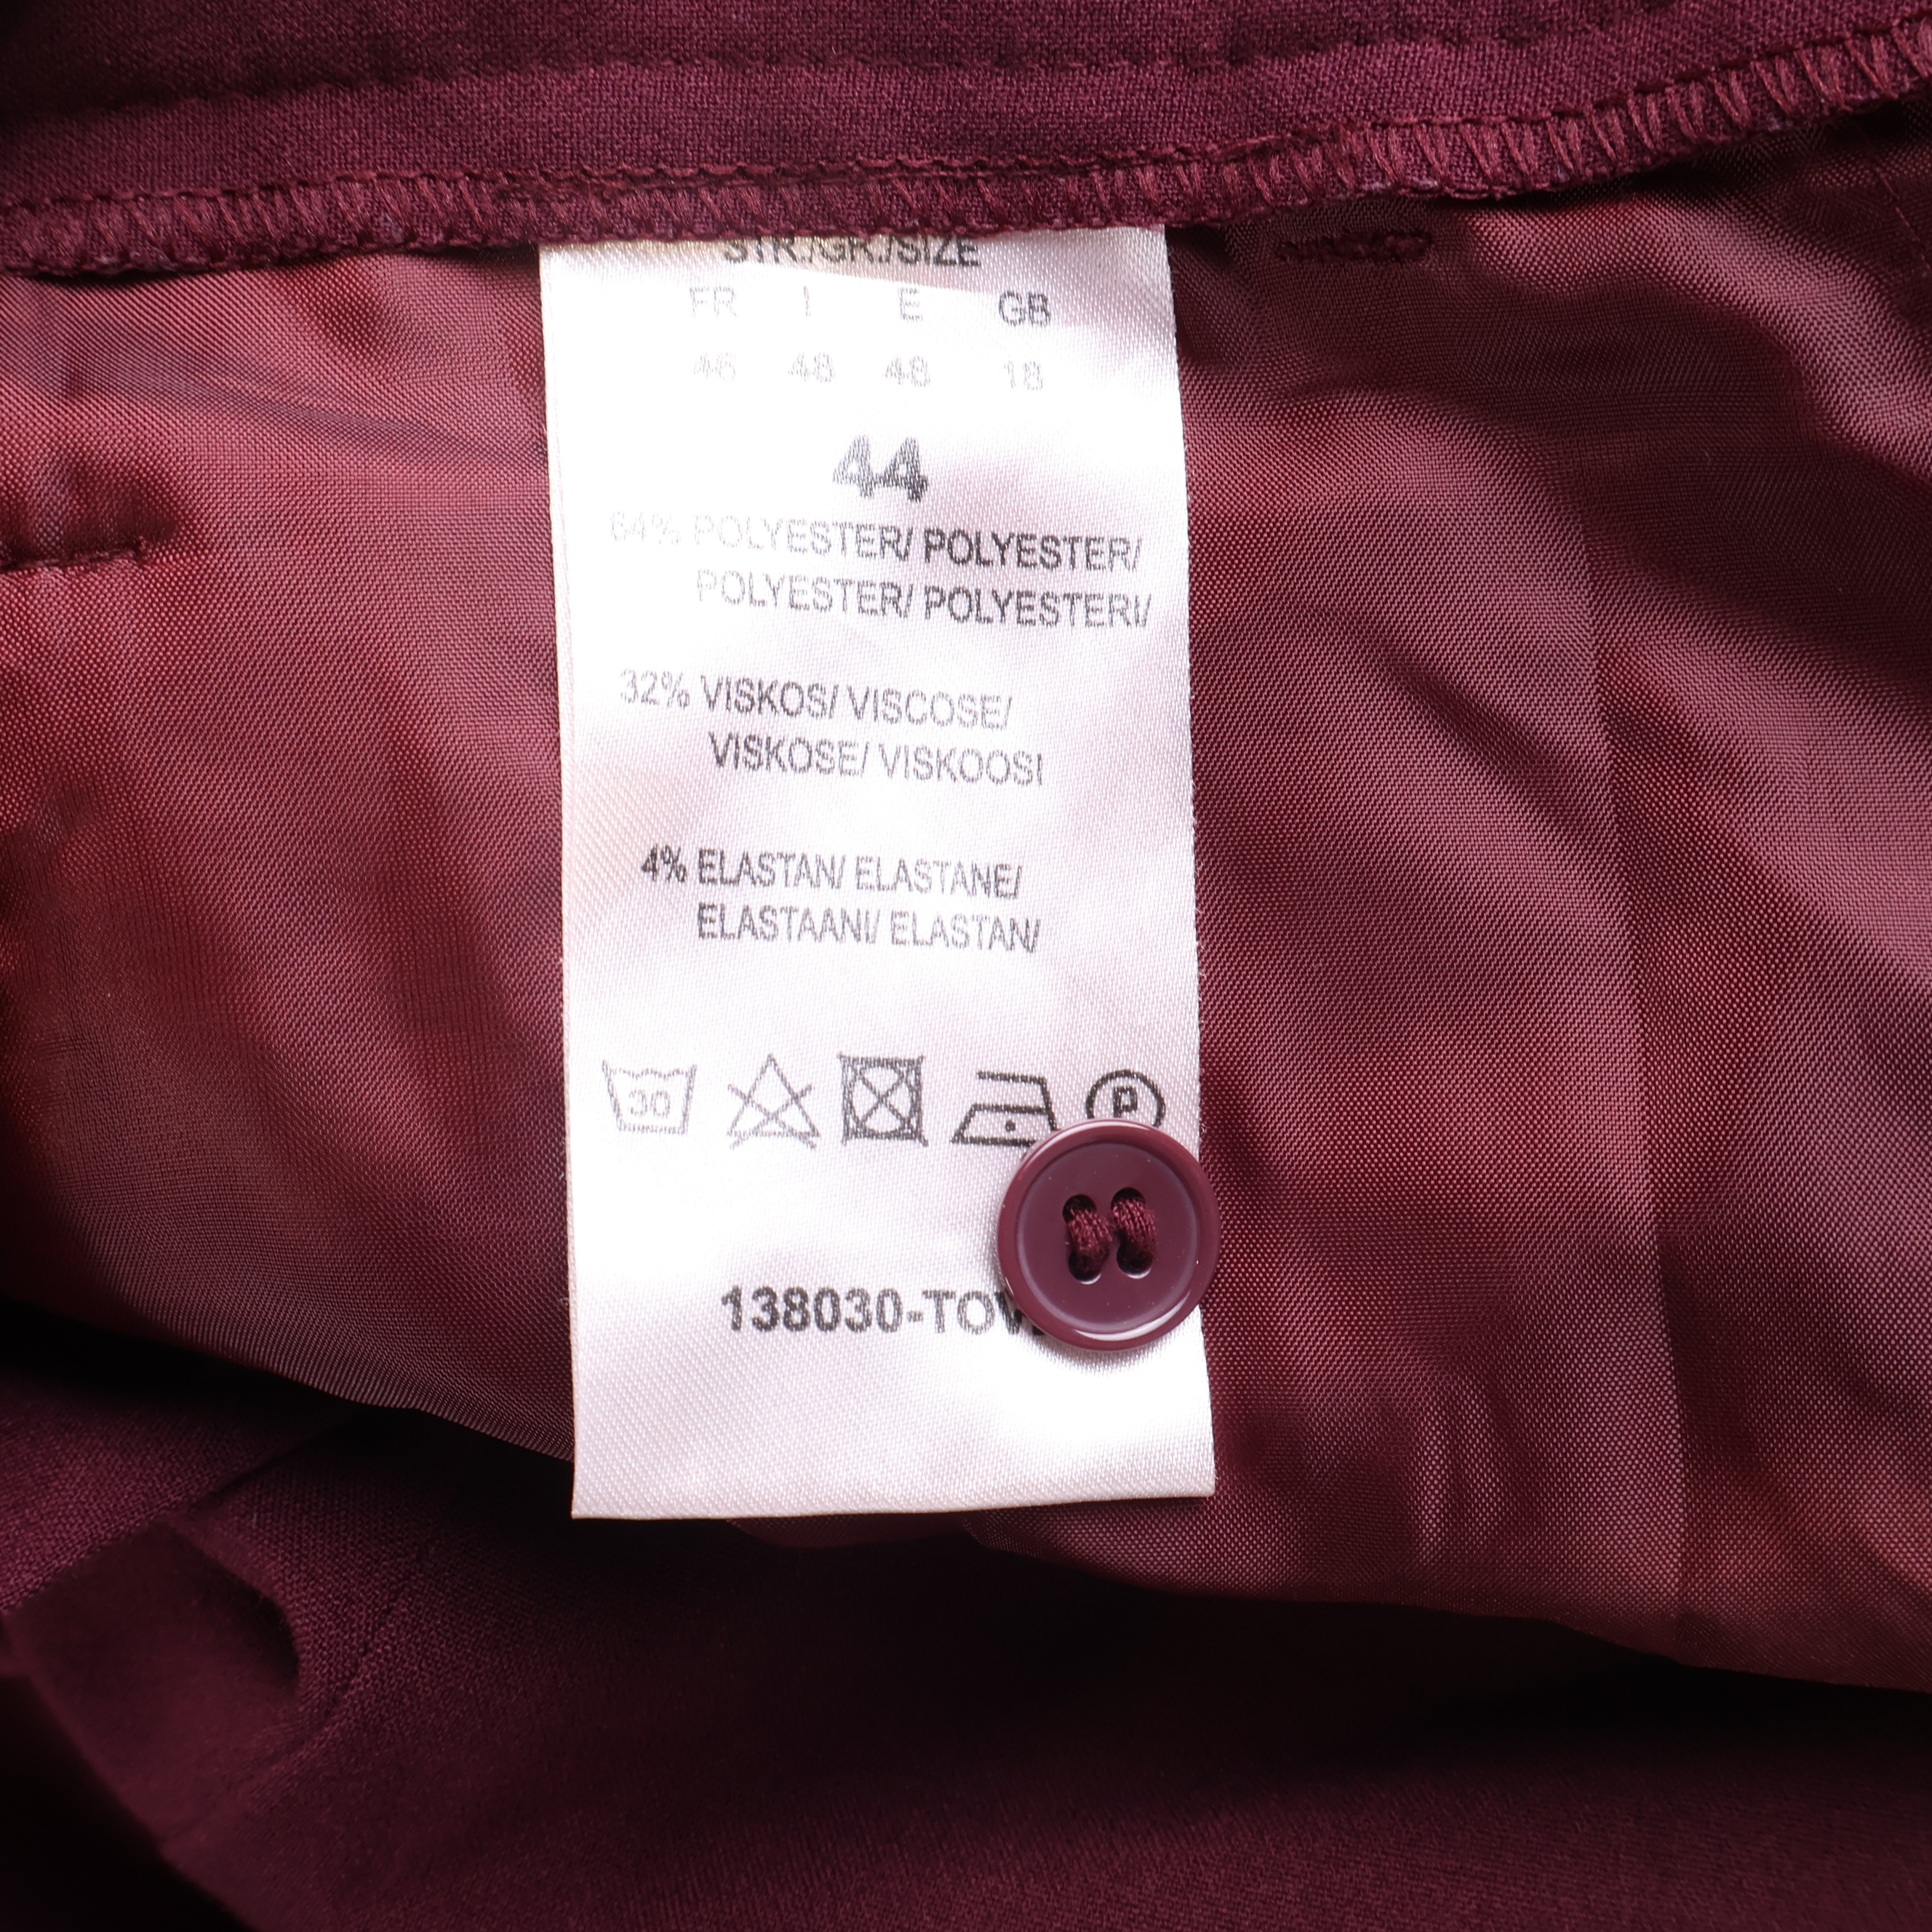 STR./GR./SIZE
FR I E GB
46 48 48 18
44
64% POLYESTER/ POLYESTER/
POLYESTER/ POLYESTERI/
32% VISKOS/ VISCOSE/
VISKOSE/ VISKOOSI
4% ELASTAN/ ELASTANE/
ELASTAANI/ ELASTAN/
30 P
138030-TOV